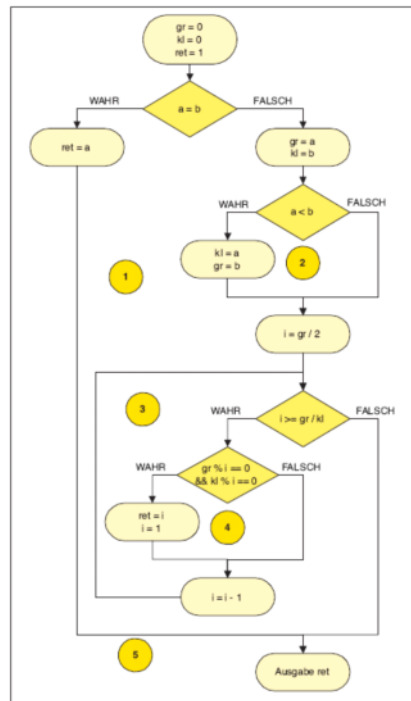 gr = 0
kl = 0
ret = 1
WAHR
FALSCH
a = b
ret = a
gr = a
kl = b
WAHR
FALSCH
a < b
kl = a
gr = b
2
1
i = gr / 2
3
WAHR
FALSCH
i >= gr / kl
WAHR
FALSCH
gr % i == 0
&& kl % i == 0
ret = i
i = 1
4
i = i - 1
5
Ausgabe ret